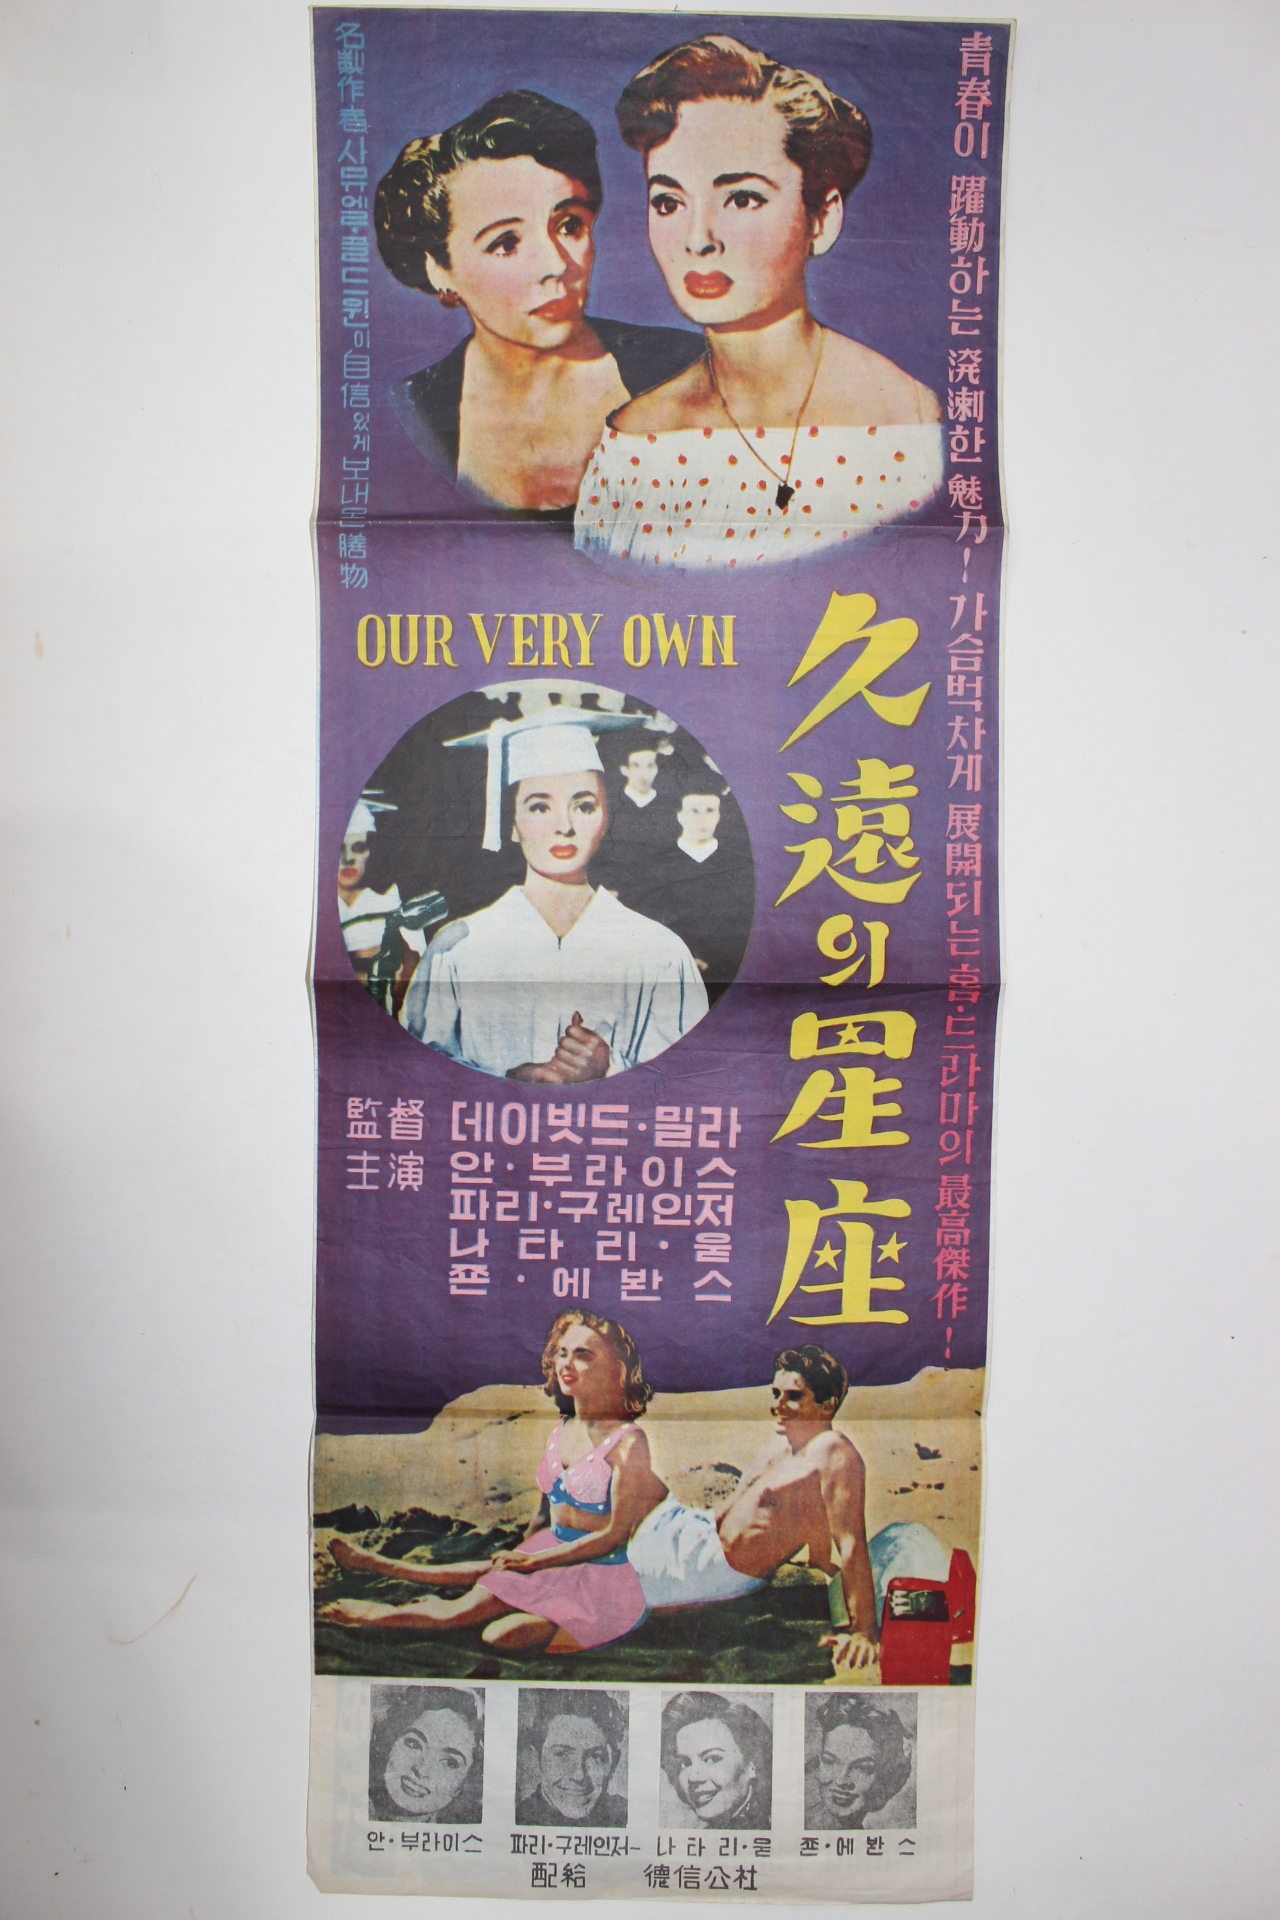 青春이 躍動하는 溌溂한 魅力! 가슴벅차게 展開되는 홈·드라마의 最高傑作!
名製作者 사뮤엘·골드윈이 自信있게 보내온 膳物
OUR VERY OWN
久遠의 星座
監督 데이빗드·밀라
主演 안·부라이스
파리·구레인저
나타리·욷
죤·에봔스
안·부라이스 파리·구레인저 나타리·욷 죤·에봔스
配給 德信公社